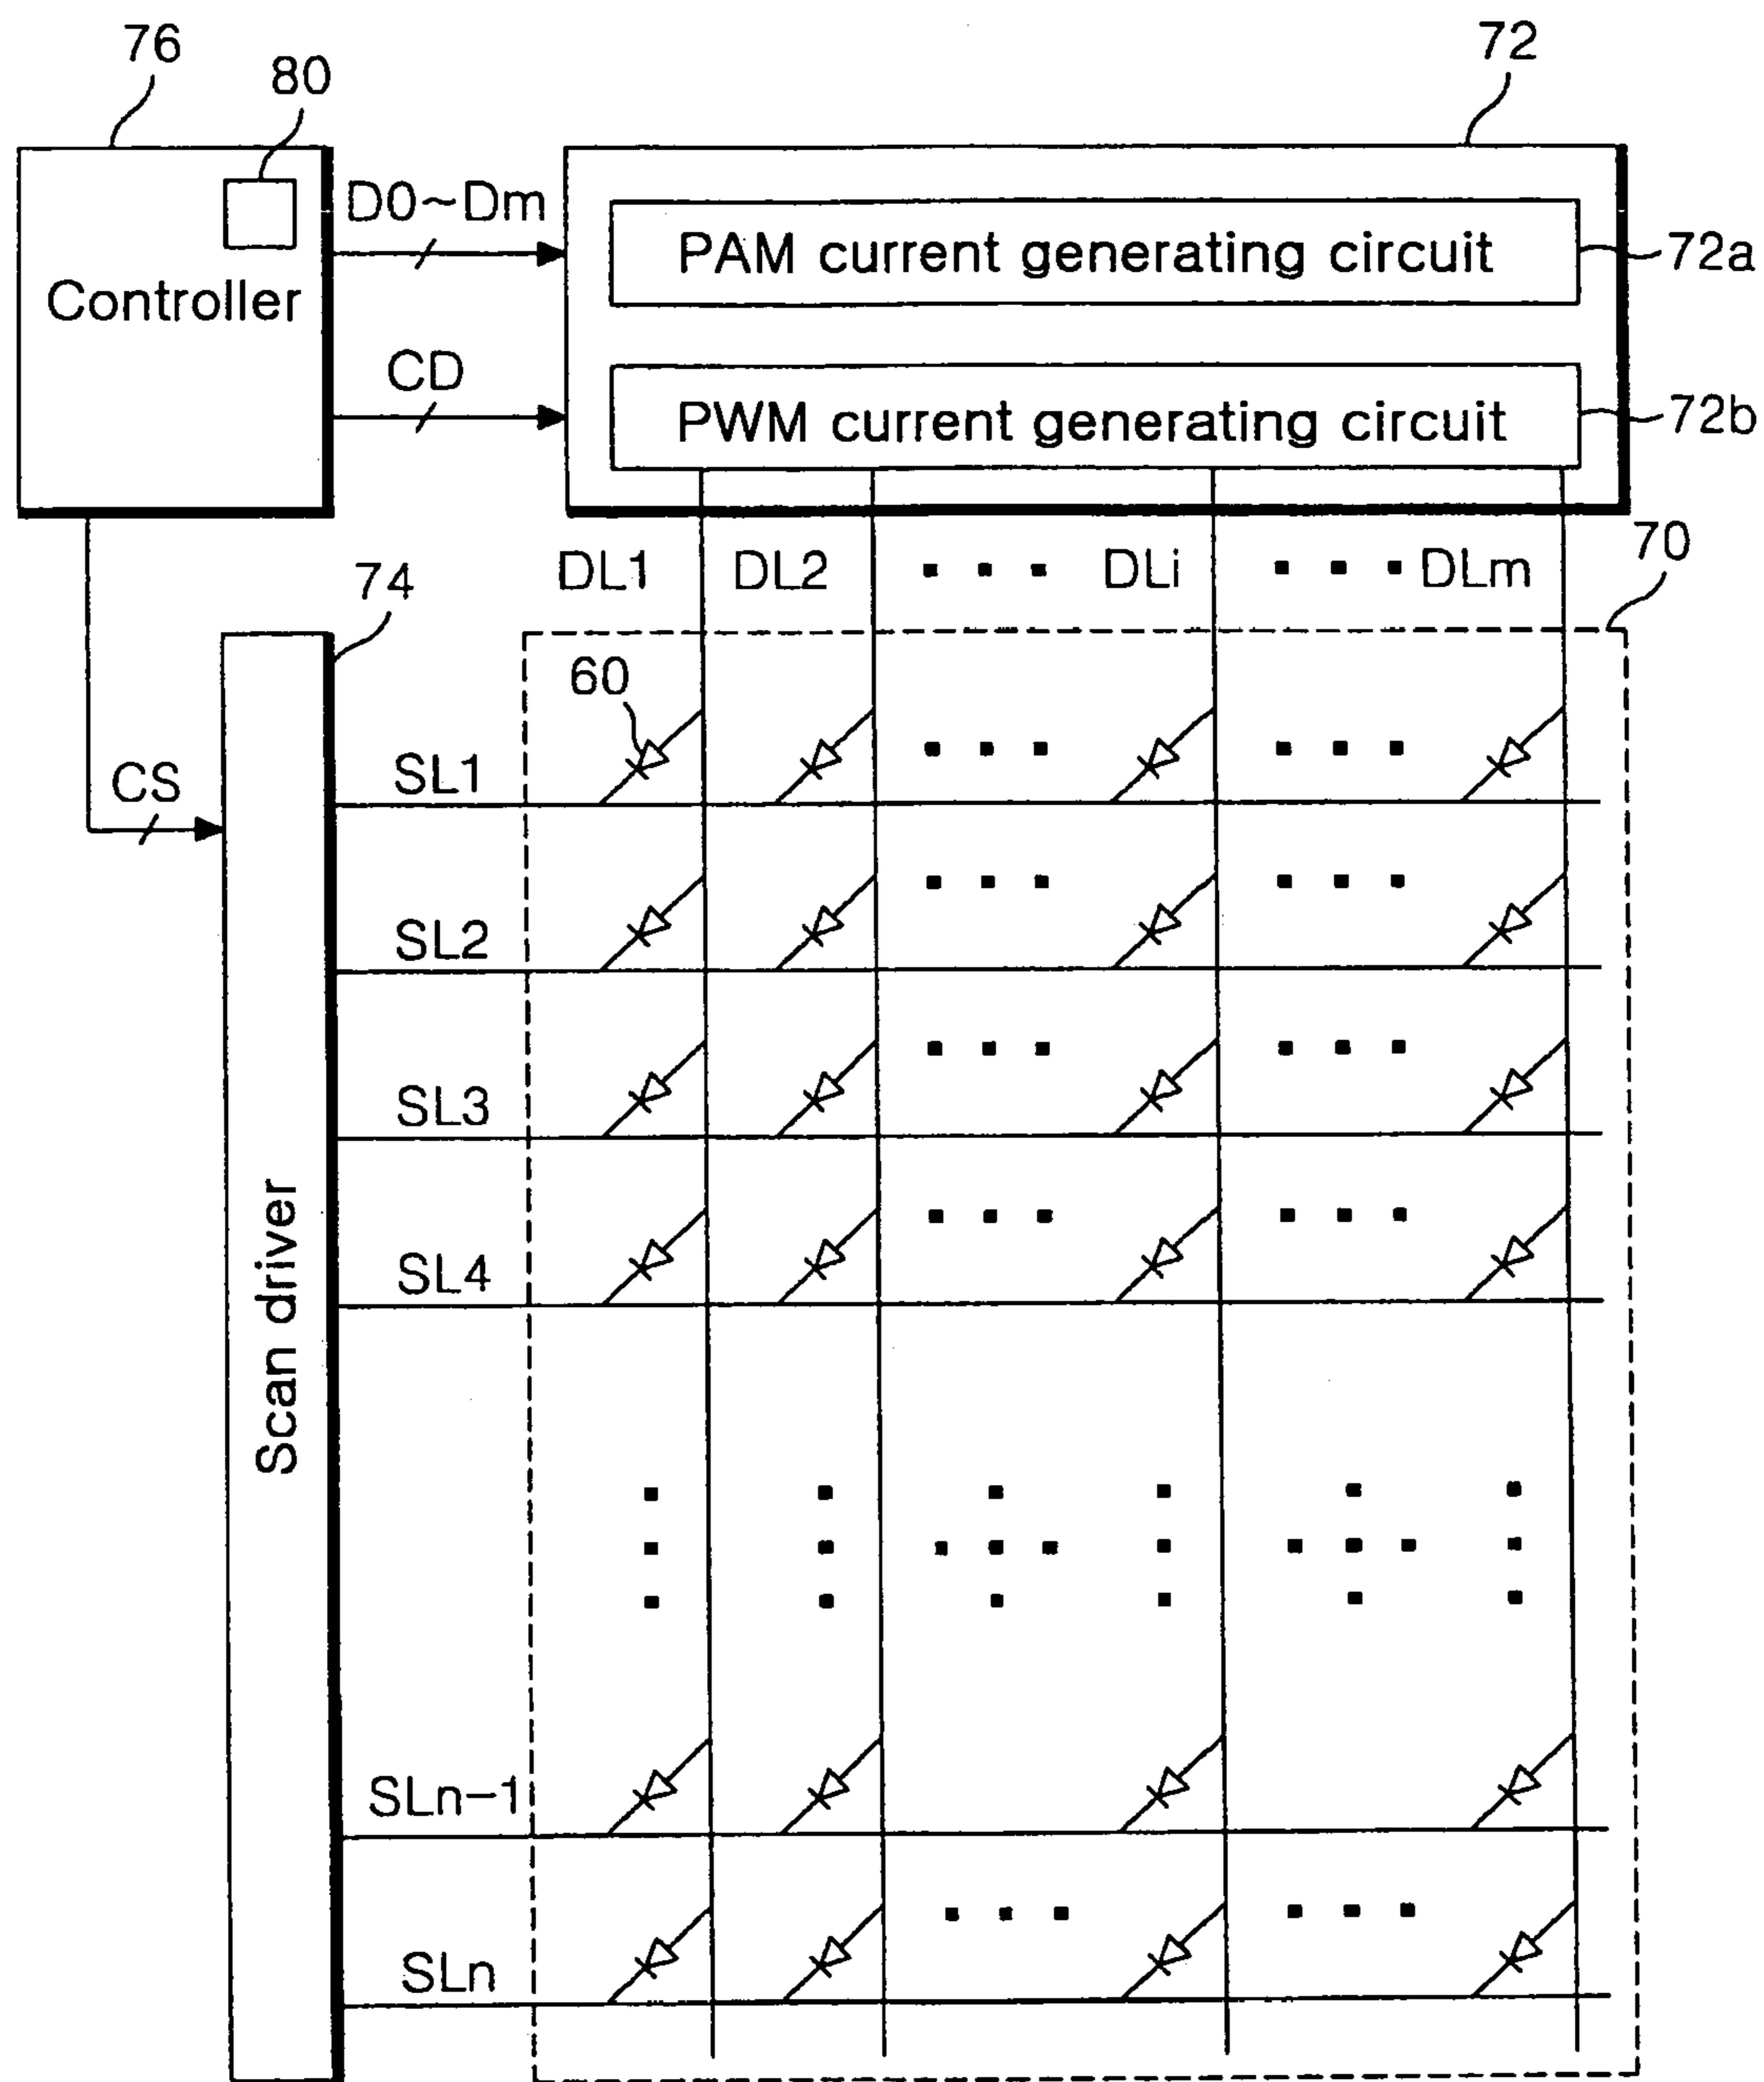 76
80
72
D0~Dm
PAM current generating circuit
72a
Controller
CD
PWM current generating circuit
72b
DL1 DL2 ▪ ▪ ▪ DLi ▪ ▪ ▪ DLm
70
74
60
CS
SL1
SL2
SL3
SL4
Scan driver
SLn-1
SLn